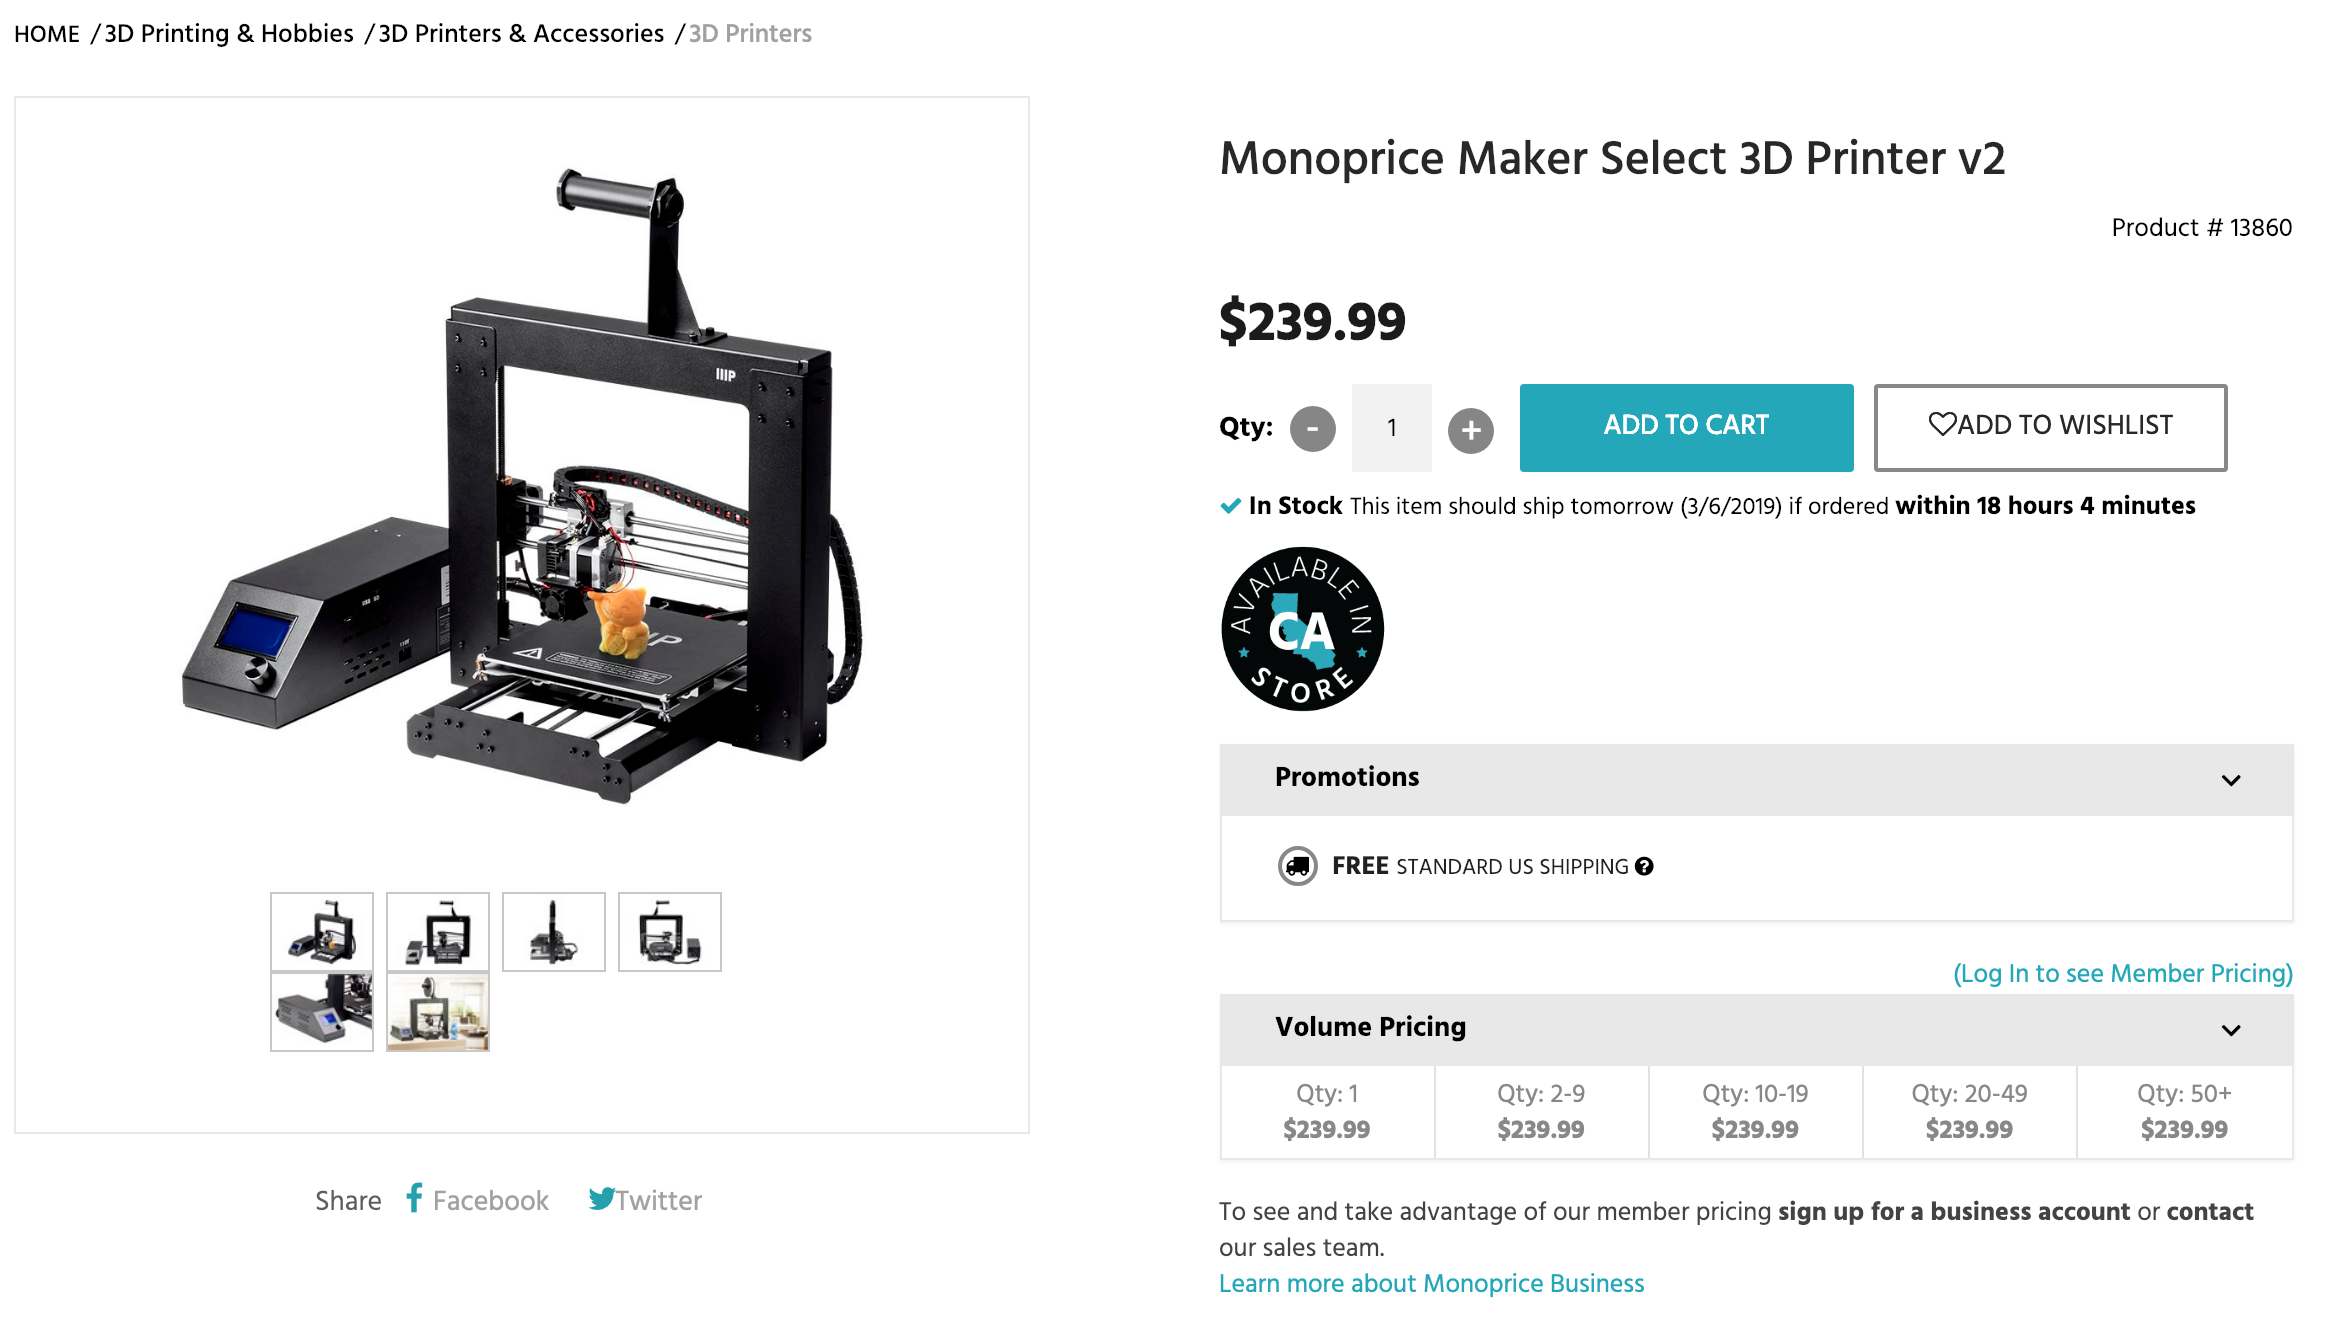 HOME /3D Printing & Hobbies /3D Printers & Accessories /3D Printers
IIIP
IIIP
Monoprice Maker Select 3D Printer v2
Product # 13860
$239.99
Qty: - 1 + ADD TO CART ADD TO WISHLIST
In Stock This item should ship tomorrow (3/6/2019) if ordered within 18 hours 4 minutes
AVAILABLE IN
CA
STORE
Promotions
FREE STANDARD US SHIPPING ?
(Log In to see Member Pricing)
Volume Pricing
Qty: 1 Qty: 2-9 Qty: 10-19 Qty: 20-49 Qty: 50+
$239.99 $239.99 $239.99 $239.99 $239.99
To see and take advantage of our member pricing sign up for a business account or contact
our sales team.
Learn more about Monoprice Business
Share Facebook Twitter